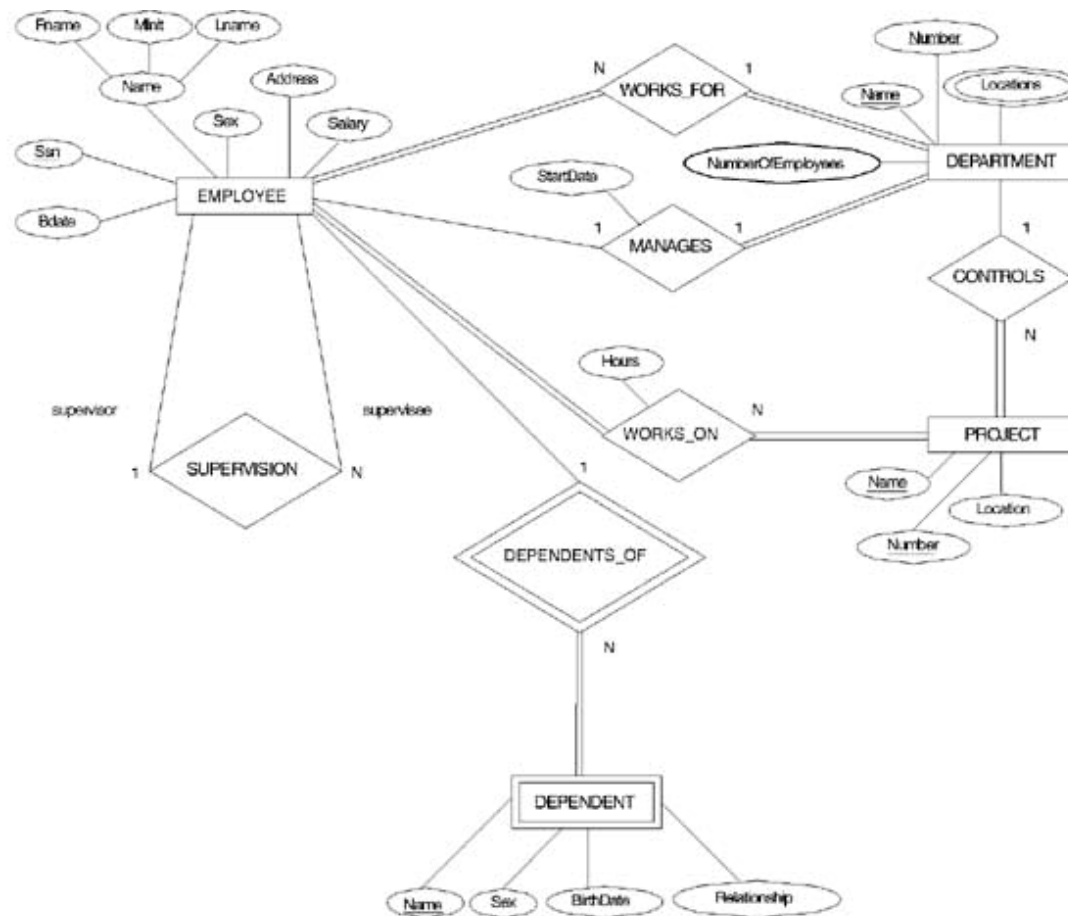 Fname
Minit
Lname
Number
Name
Address
N
1
WORKS_FOR
Locations
Name
Sex
Salary
Ssn
StartDate
NumberOfEmployees
DEPARTMENT
EMPLOYEE
Bdate
1
1
1
MANAGES
CONTROLS
N
Hours
supervisor
supervisee
N
WORKS_ON
PROJECT
1
SUPERVISION
N
1
Name
Location
Number
DEPENDENTS_OF
N
DEPENDENT
Name
Sex
BirthDate
Relationship